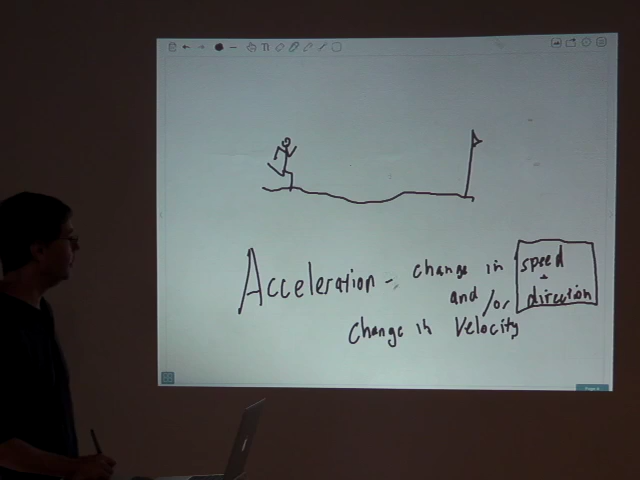 Acceleration - change in speed
and/or direction
change in velocity